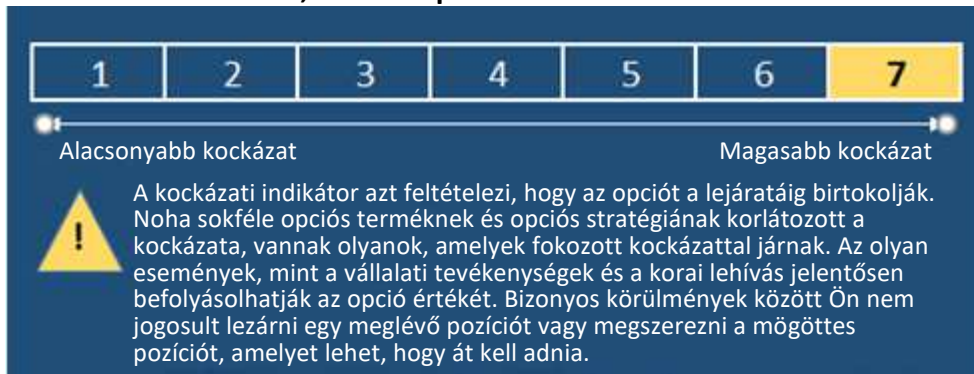 1 2 3 4 5 6 7
Alacsonyabb kockázat Magasabb kockázat
A kockázati indikátor azt feltételezi, hogy az opciót a lejáratáig birtokolják.
Noha sokféle opciós terméknek és opciós stratégiának korlátozott a
kockázata, vannak olyanok, amelyek fokozott kockázattal járnak. Az olyan
események, mint a vállalati tevékenységek és a korai lehívás jelentősen
befolyásolhatják az opció értékét. Bizonyos körülmények között Ön nem
jogosult lezárni egy meglévő pozíciót vagy megszerezni a mögöttes
pozíciót, amelyet lehet, hogy át kell adnia.